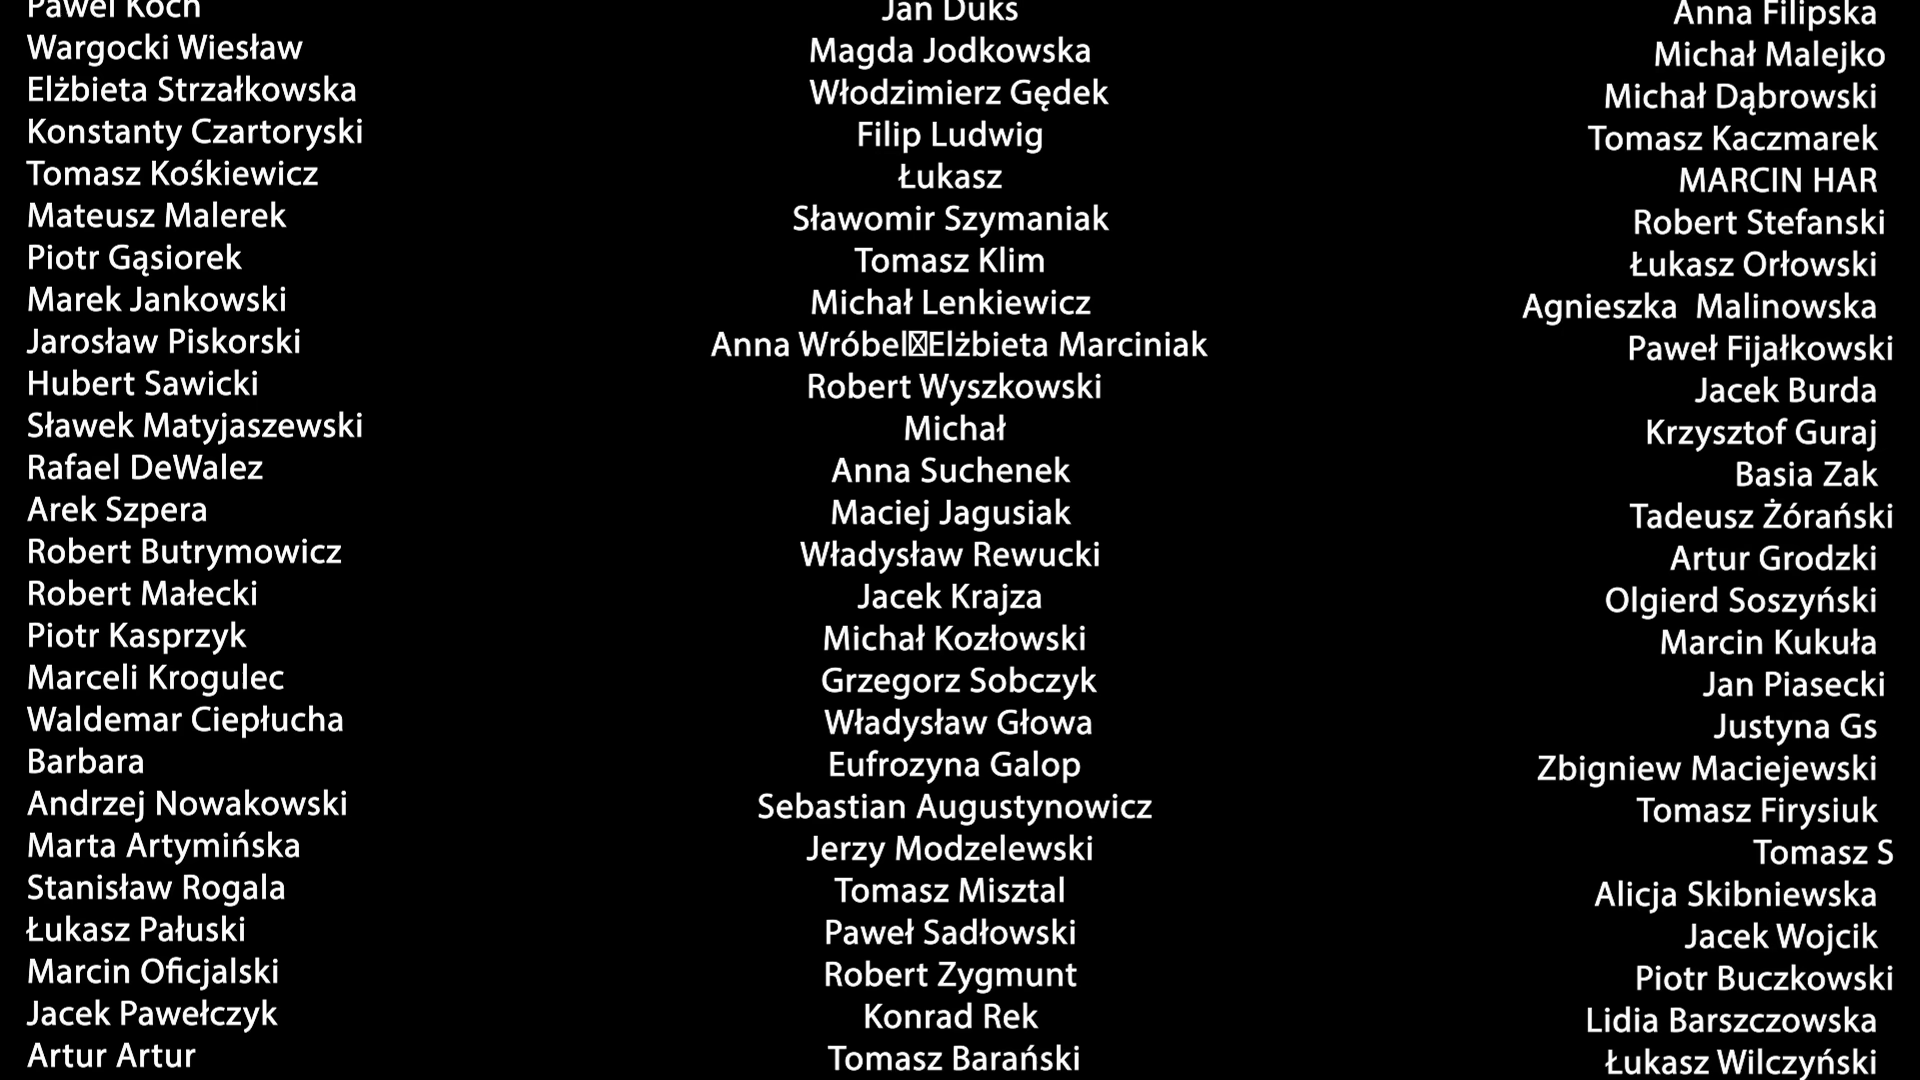 Paweł Koch
Wargocki Wiesław
Elżbieta Strzałkowska
Konstanty Czartoryski
Tomasz Kośkiewicz
Mateusz Malerek
Piotr Gąsiorek
Marek Jankowski
Jarosław Piskorski
Hubert Sawicki
Sławek Matyjaszewski
Rafael DeWalez
Arek Szpera
Robert Butrymowicz
Robert Małecki
Piotr Kasprzyk
Marceli Krogulec
Waldemar Ciepłucha
Barbara
Andrzej Nowakowski
Marta Artymińska
Stanisław Rogala
Łukasz Pałuski
Marcin Oficjalski
Jacek Pawełczyk
Artur Artur
Jan Duks
Magda Jodkowska
Włodzimierz Gędek
Filip Ludwig
Łukasz
Sławomir Szymaniak
Tomasz Klim
Michał Lenkiewicz
Anna Wróbel Elżbieta Marciniak
Robert Wyszkowski
Michał
Anna Suchenek
Maciej Jagusiak
Władysław Rewucki
Jacek Krajza
Michał Kozłowski
Grzegorz Sobczyk
Władysław Głowa
Eufrozyna Galop
Sebastian Augustynowicz
Jerzy Modzelewski
Tomasz Misztal
Paweł Sadłowski
Robert Zygmunt
Konrad Rek
Tomasz Barański
Anna Filipska
Michał Malejko
Michał Dąbrowski
Tomasz Kaczmarek
MARCIN HAR
Robert Stefanski
Łukasz Orłowski
Agnieszka  Malinowska
Paweł Fijałkowski
Jacek Burda
Krzysztof Guraj
Basia Zak
Tadeusz Żórański
Artur Grodzki
Olgierd Soszyński
Marcin Kukuła
Jan Piasecki
Justyna Gs
Zbigniew Maciejewski
Tomasz Firysiuk
Tomasz S
Alicja Skibniewska
Jacek Wojcik
Piotr Buczkowski
Lidia Barszczowska
Łukasz Wilczyński